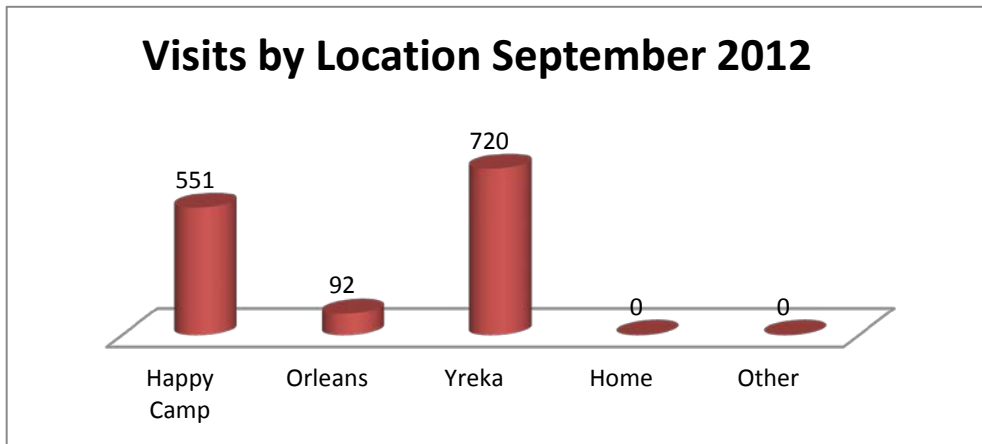 Visits by Location September 2012
720
551
92
0
0
Happy
Camp
Orleans
Yreka
Home
Other